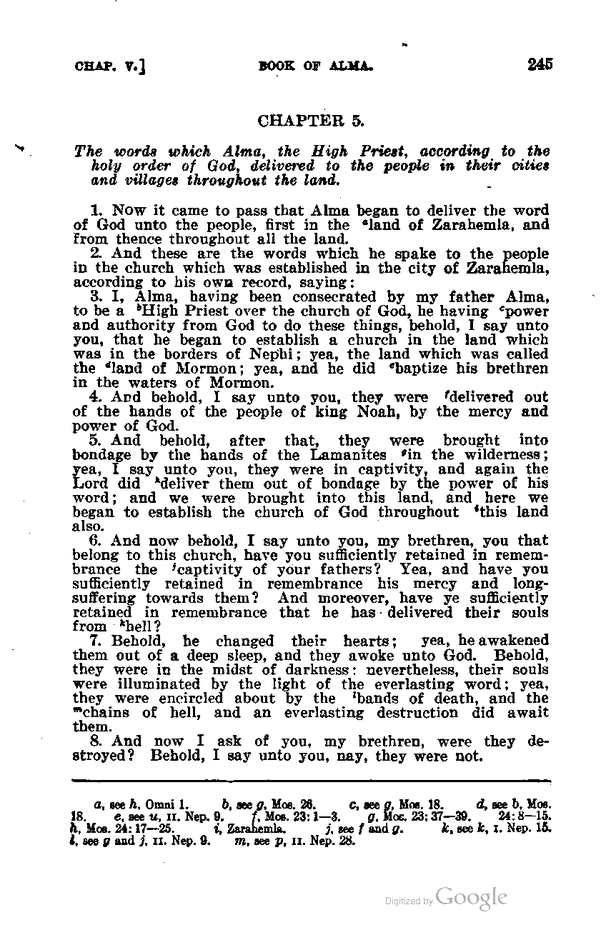 CHAP. V.] BOOK OF ALMA. 245
CHAPTER 5.
The words which Alma, the High Priest, according to the
holy order of God, delivered to the people in their cities
and villages throughout the land.
1. Now it came to pass that Alma began to deliver the word
of God unto the people, first in the ᵃland of Zarahemla, and
from thence throughout all the land.
2. And these are the words which he spake to the people
in the church which was established in the city of Zarahemla,
according to his own record, saying:
3. I, Alma, having been consecrated by my father Alma,
to be a ᵇHigh Priest over the church of God, he having ᶜpower
and authority from God to do these things, behold, I say unto
you, that he began to establish a church in the land which
was in the borders of Nephi; yea, the land which was called
the ᵈland of Mormon; yea, and he did ᵉbaptize his brethren
in the waters of Mormon.
4. And behold, I say unto you, they were ᶠdelivered out
of the hands of the people of king Noah, by the mercy and
power of God.
5. And behold, after that, they were brought into
bondage by the hands of the Lamanites ᵍin the wilderness;
yea, I say unto you, they were in captivity, and again the
Lord did ʰdeliver them out of bondage by the power of his
word; and we were brought into this land, and here we
began to establish the church of God throughout ⁱthis land
also.
6. And now behold, I say unto you, my brethren, you that
belong to this church, have you sufficiently retained in remem-
brance the ʲcaptivity of your fathers? Yea, and have you
sufficiently retained in remembrance his mercy and long-
suffering towards them? And moreover, have ye sufficiently
retained in remembrance that he has delivered their souls
from ᵏhell?
7. Behold, he changed their hearts; yea, he awakened
them out of a deep sleep, and they awoke unto God. Behold,
they were in the midst of darkness: nevertheless, their souls
were illuminated by the light of the everlasting word; yea,
they were encircled about by the ˡbands of death, and the
ᵐchains of hell, and an everlasting destruction did await
them.
8. And now I ask of you, my brethren, were they de-
stroyed? Behold, I say unto you, nay, they were not.
a, see h, Omni 1. b, see g, Mos. 26. c, see g, Mos. 18. d, see b, Mos.
18. e, see u, II. Nep. 9. f, Mos. 23: 1—3. g, Mos. 23: 37—39. 24: 8—15.
h, Mos. 24: 17—25. i, Zarahemla. j, see f and g. k, see k, I. Nep. 15.
l, see g and j, II. Nep. 9. m, see p, II. Nep. 28.
Digitized by Google